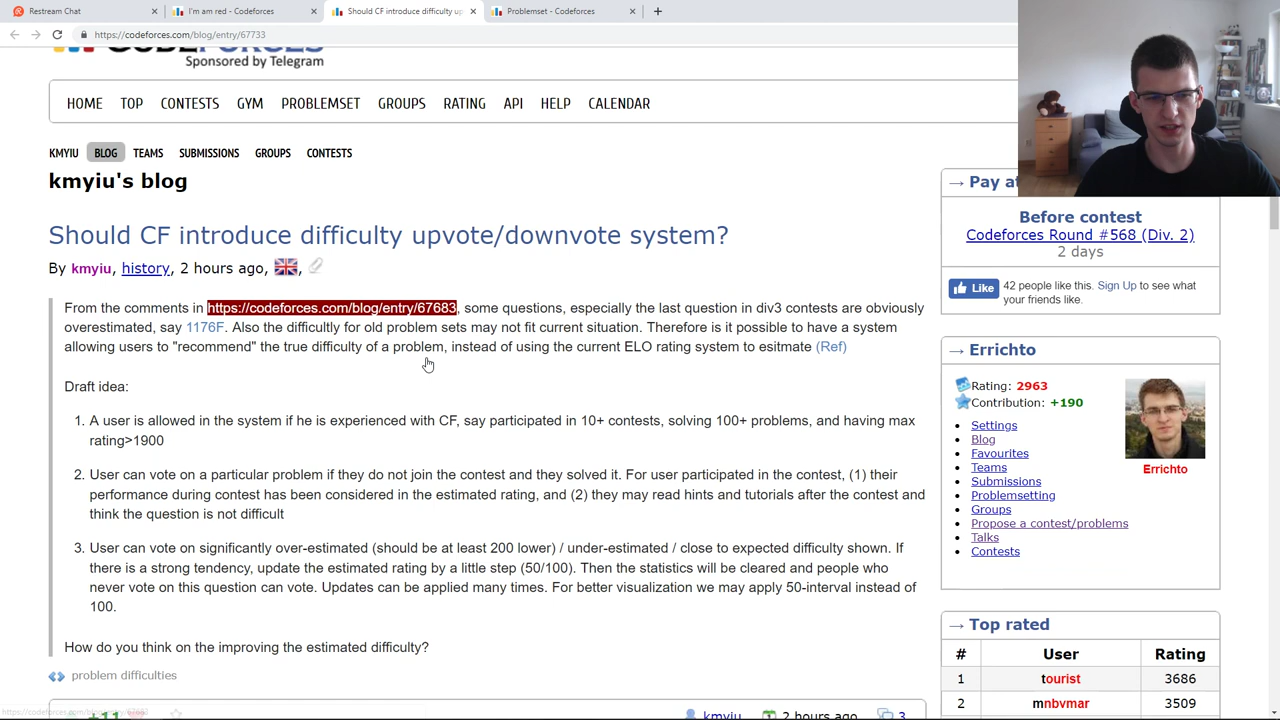 Restream Chat
I'm am red - Codeforces
Should CF introduce difficulty up
Problemset - Codeforces
https://codeforces.com/blog/entry/67733
Sponsored by Telegram
HOME TOP CONTESTS GYM PROBLEMSET GROUPS RATING API HELP CALENDAR
KMYIU BLOG TEAMS SUBMISSIONS GROUPS CONTESTS
kmyiu's blog
Should CF introduce difficulty upvote/downvote system?
By kmyiu, history, 2 hours ago,
From the comments in https://codeforces.com/blog/entry/67683, some questions, especially the last question in div3 contests are obviously
overestimated, say 1176F. Also the difficultly for old problem sets may not fit current situation. Therefore is it possible to have a system
allowing users to "recommend" the true difficulty of a problem, instead of using the current ELO rating system to esitmate (Ref)
Draft idea:
1. A user is allowed in the system if he is experienced with CF, say participated in 10+ contests, solving 100+ problems, and having max
rating>1900
2. User can vote on a particular problem if they do not join the contest and they solved it. For user participated in the contest, (1) their
performance during contest has been considered in the estimated rating, and (2) they may read hints and tutorials after the contest and
think the question is not difficult
3. User can vote on significantly over-estimated (should be at least 200 lower) / under-estimated / close to expected difficulty shown. If
there is a strong tendency, update the estimated rating by a little step (50/100). Then the statistics will be cleared and people who
never vote on this question can vote. Updates can be applied many times. For better visualization we may apply 50-interval instead of
100.
How do you think on the improving the estimated difficulty?
problem difficulties
+11
kmyiu 2 hours ago 3
https://codeforces.com/blog/entry/67683
→ Pay at
Before contest
Codeforces Round #568 (Div. 2)
2 days
Like
42 people like this. Sign Up to see what
your friends like.
→ Errichto
Rating: 2963
Contribution: +190
Settings
Blog
Favourites
Teams
Submissions
Problemsetting
Groups
Propose a contest/problems
Talks
Contests
Errichto
→ Top rated
# User Rating
1 tourist 3686
2 mnbvmar 3509